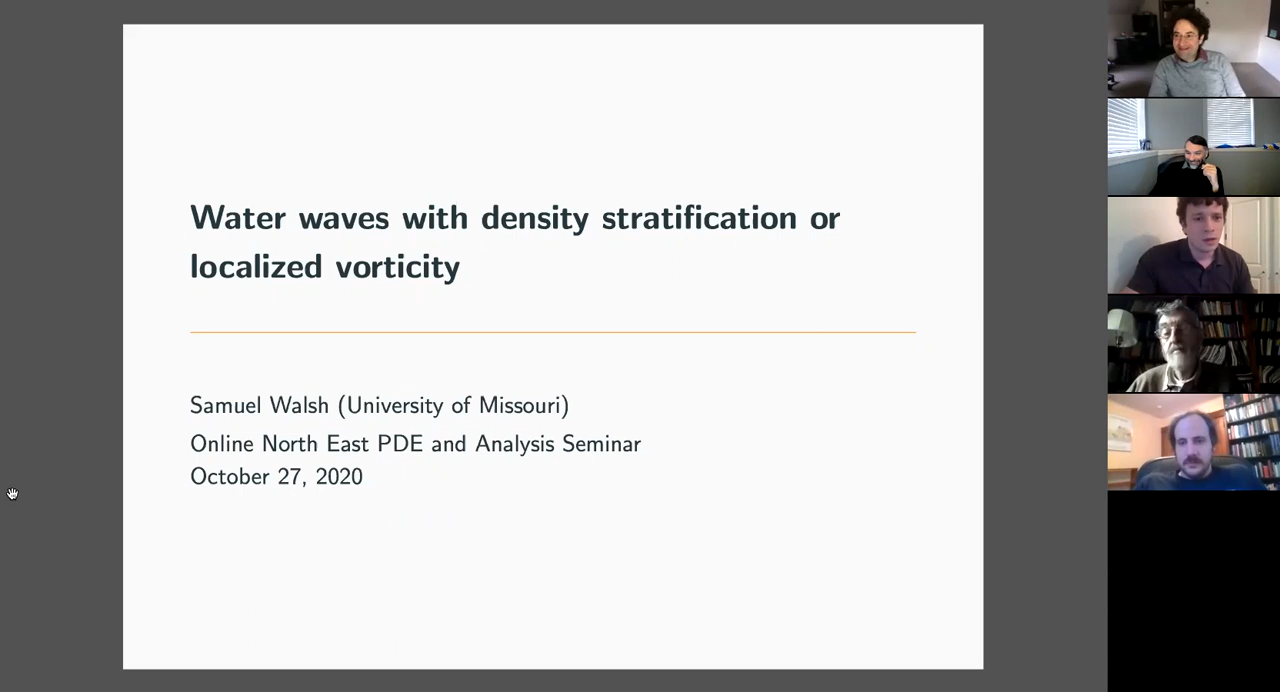 Water waves with density stratification or
localized vorticity
Samuel Walsh (University of Missouri)
Online North East PDE and Analysis Seminar
October 27, 2020